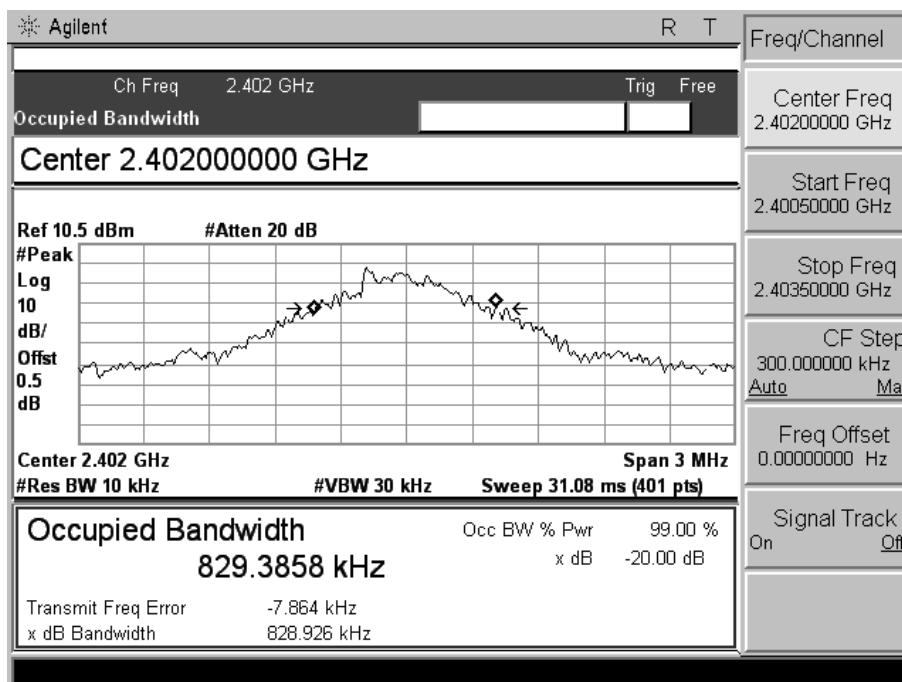 Agilent R T
Ch Freq 2.402 GHz Trig Free
Occupied Bandwidth
Center 2.402000000 GHz
Ref 10.5 dBm #Atten 20 dB
#Peak
Log
10
dB/
Offst
0.5
dB
Center 2.402 GHz Span 3 MHz
#Res BW 10 kHz #VBW 30 kHz Sweep 31.08 ms (401 pts)
Occupied Bandwidth
829.3858 kHz
Occ BW % Pwr 99.00 %
x dB -20.00 dB
Transmit Freq Error -7.864 kHz
x dB Bandwidth 828.926 kHz
Freq/Channel
Center Freq
2.40200000 GHz
Start Freq
2.40050000 GHz
Stop Freq
2.40350000 GHz
CF Step
300.000000 kHz
Auto Ma
Freq Offset
0.00000000 Hz
Signal Track
On Off